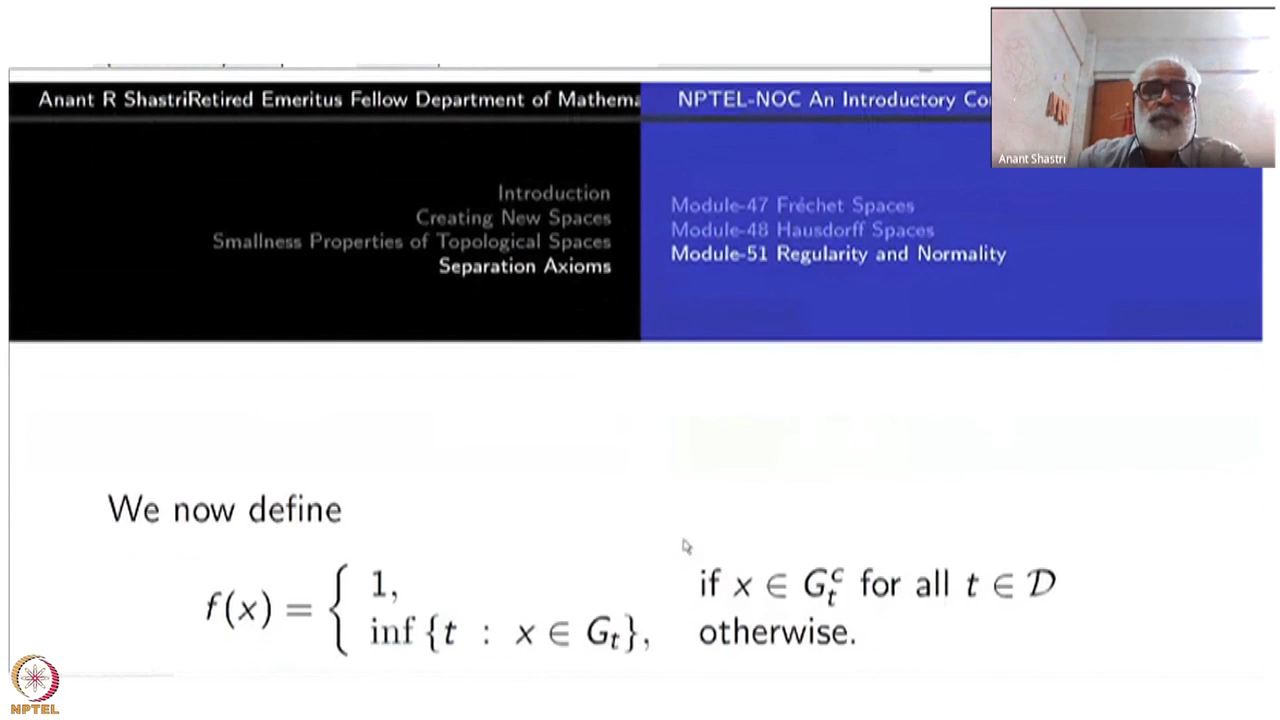 Anant R ShastriRetired Emeritus Fellow Department of Mathema
NPTEL-NOC An Introductory Co
Anant Shastri
Introduction
Creating New Spaces
Smallness Properties of Topological Spaces
Separation Axioms
Module-47 Fréchet Spaces
Module-48 Hausdorff Spaces
Module-51 Regularity and Normality
We now define
f(x) = { 1, if x ∈ G_t^c for all t ∈ 𝒟
inf {t : x ∈ G_t}, otherwise.
NPTEL